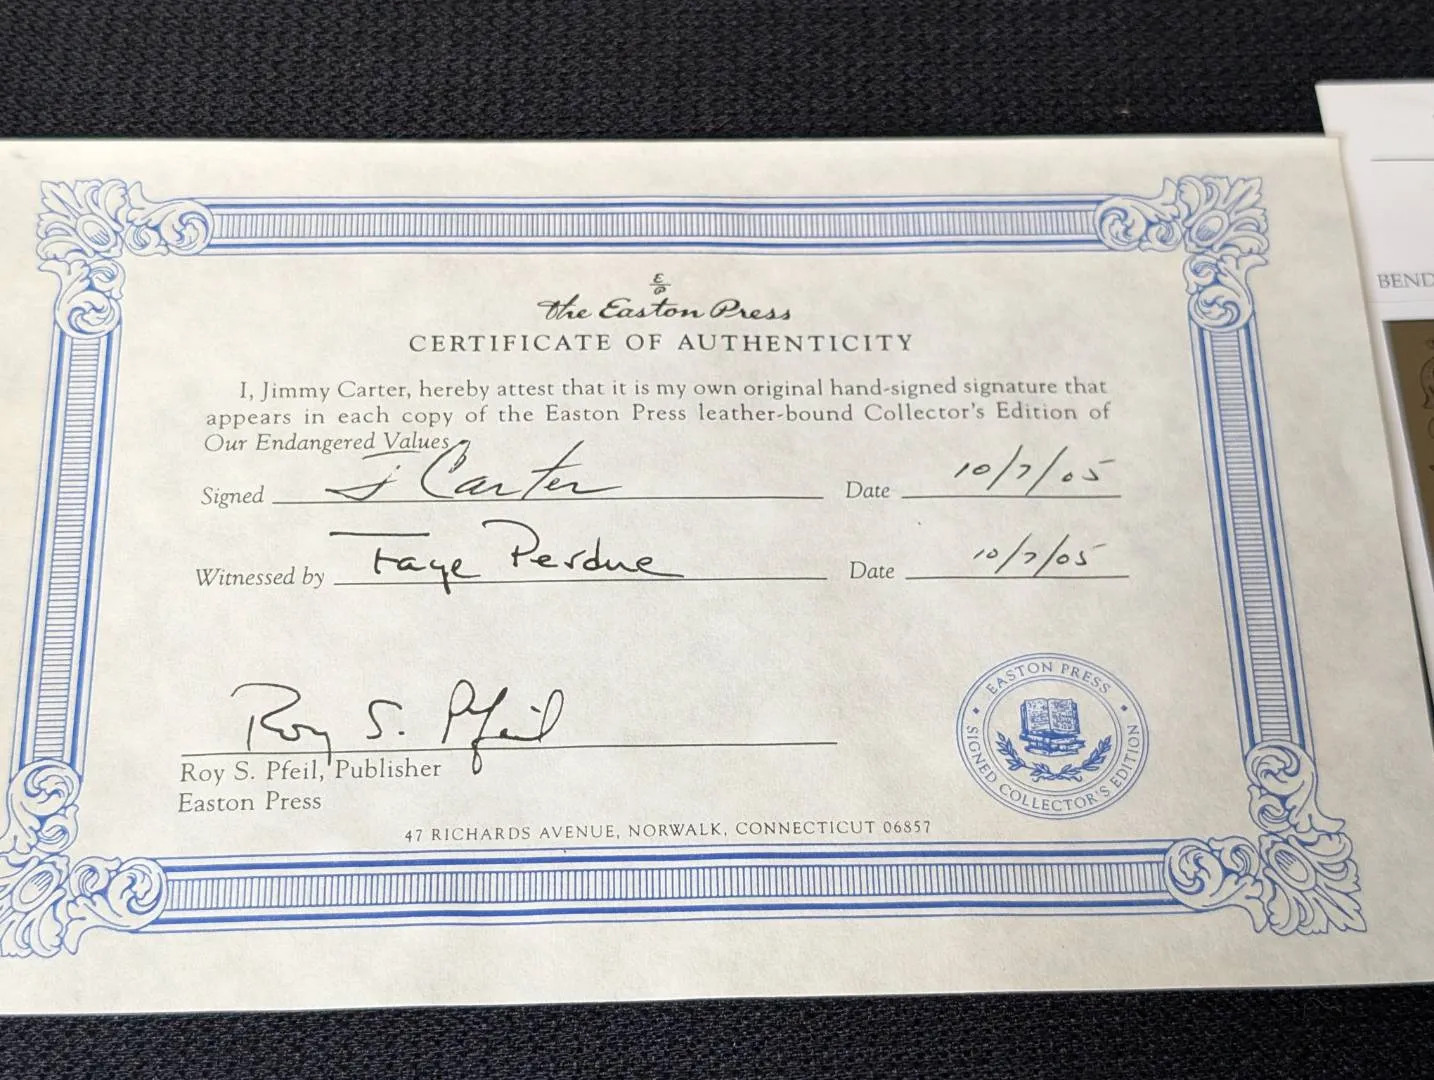 E
P
The Easton Press
CERTIFICATE OF AUTHENTICITY
I, Jimmy Carter, hereby attest that it is my own original hand-signed signature that
appears in each copy of the Easton Press leather-bound Collector's Edition of
Our Endangered Values
Signed J Carter Date 10/7/05
Witnessed by Faye Perdue Date 10/7/05
Roy S. Pfeil
Roy S. Pfeil, Publisher
Easton Press
EASTON PRESS
SIGNED COLLECTOR'S EDITION
47 RICHARDS AVENUE, NORWALK, CONNECTICUT 06857
BEND